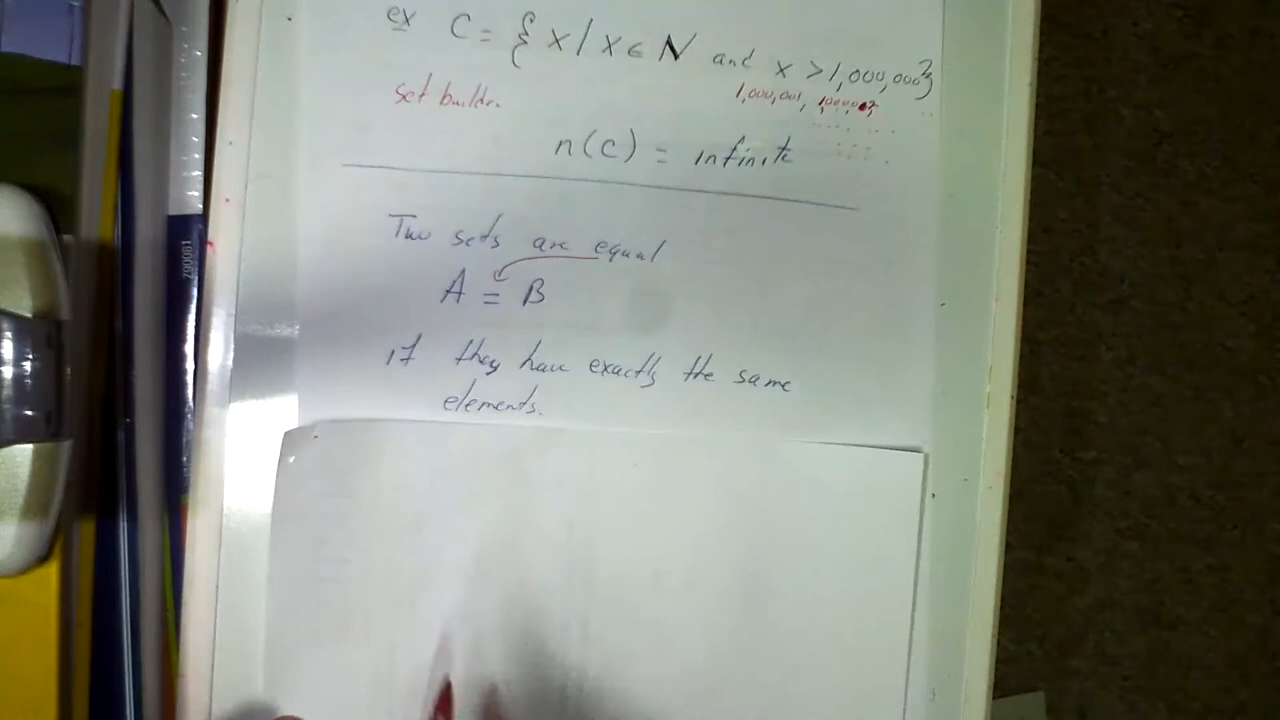 ex C = { x / x ∈ N and x > 1,000,000}
set buildr. 1,000,001,
n(c) = infinite
Two sets are equal
A = B
if they have exactly the same
elements.